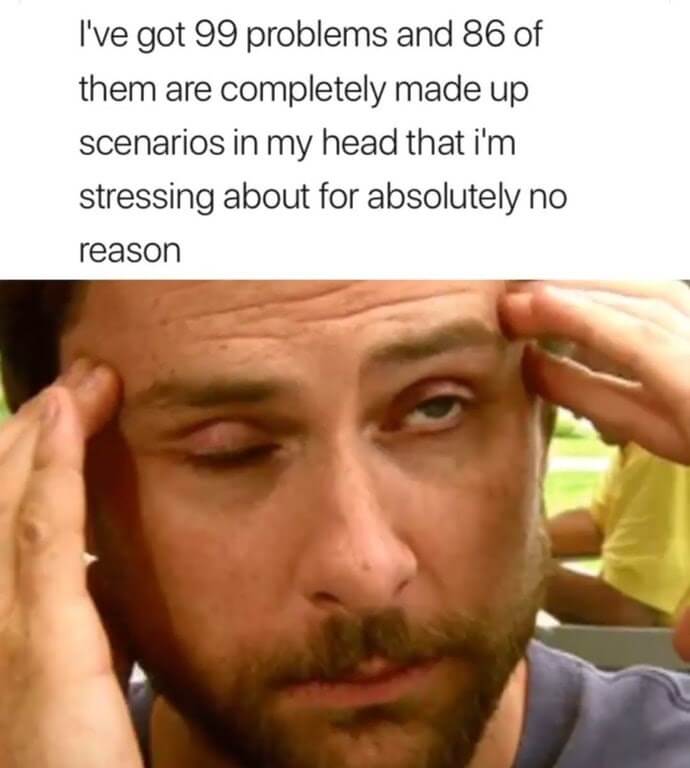 I've got 99 problems and 86 of
them are completely made up
scenarios in my head that i'm
stressing about for absolutely no
reason